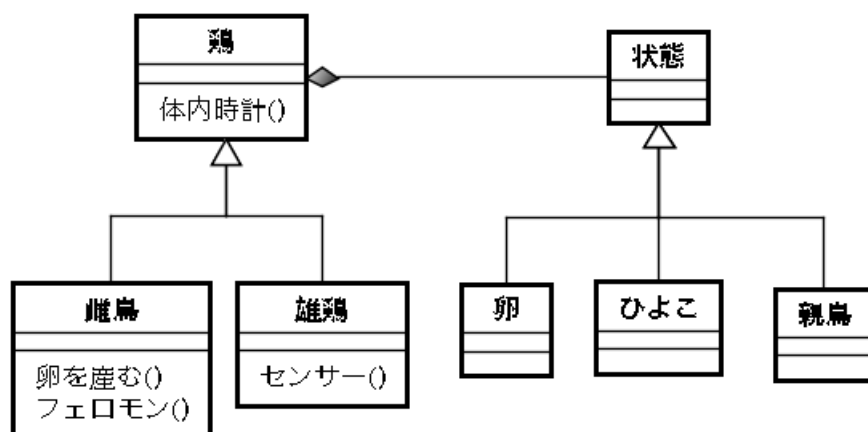 鶏
体内時計()
状態
雌鳥
卵を産む()
フェロモン()
雄鶏
センサー()
卵
ひよこ
親鳥